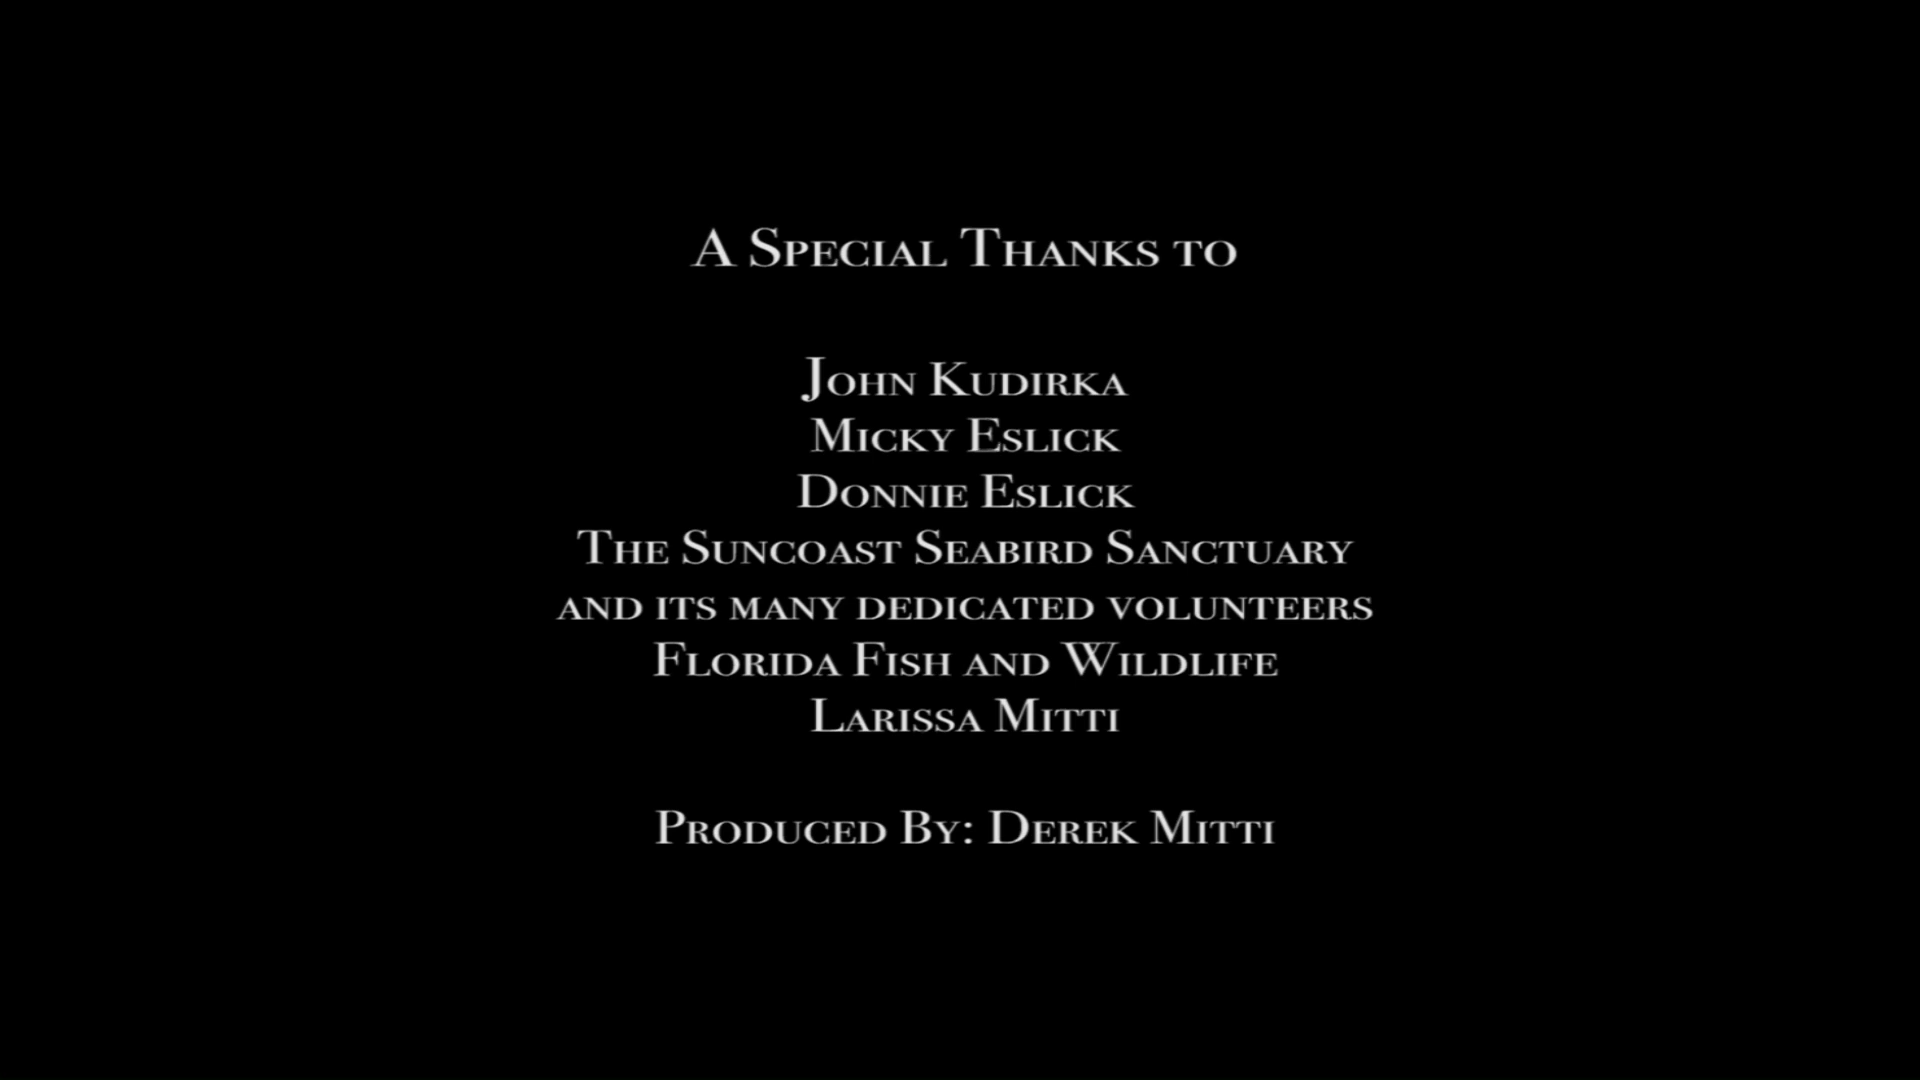 A Special Thanks to
John Kudirka
Micky Eslick
Donnie Eslick
The Suncoast Seabird Sanctuary
and its many dedicated volunteers
Florida Fish and Wildlife
Larissa Mitti
Produced By: Derek Mitti